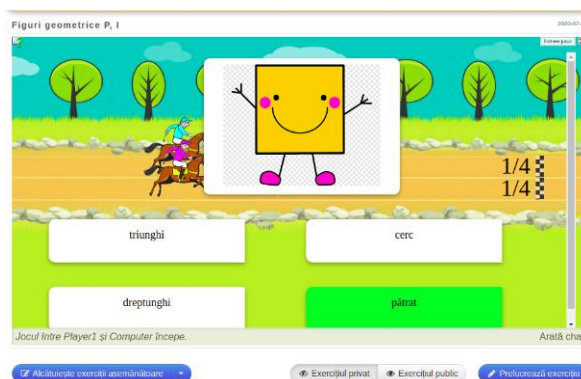 Figuri geometrice P, I
1/4
1/4
triunghi
cerc
dreptunghi
pătrat
Jocul între Player1 și Computer începe.
Arată cha
Alcătuiește exerciții asemănătoare
Exercițiul privat
Exercițiul public
Prelucrează exercițiu